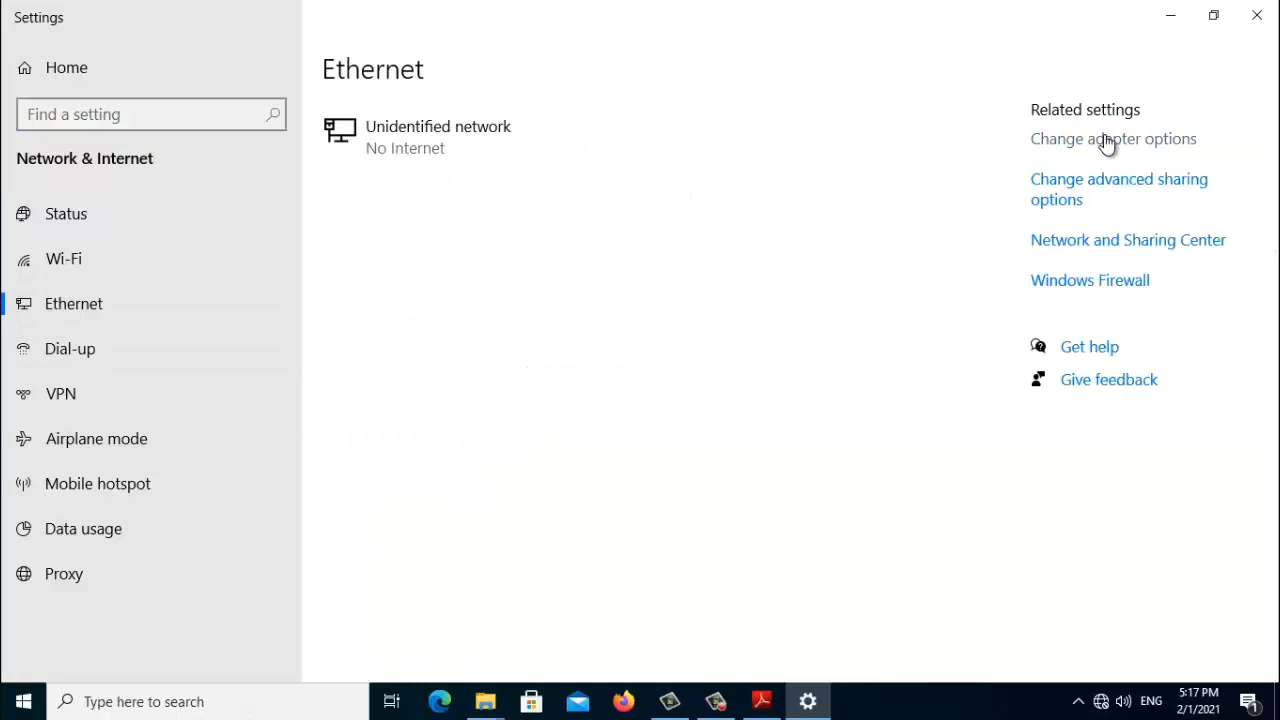 Settings
Home
Find a setting
Network & Internet
Status
Wi-Fi
Ethernet
Dial-up
VPN
Airplane mode
Mobile hotspot
Data usage
Proxy
Ethernet
Unidentified network
No Internet
Related settings
Change adapter options
Change advanced sharing
options
Network and Sharing Center
Windows Firewall
Get help
Give feedback
Type here to search
ENG
5:17 PM
2/1/2021
1